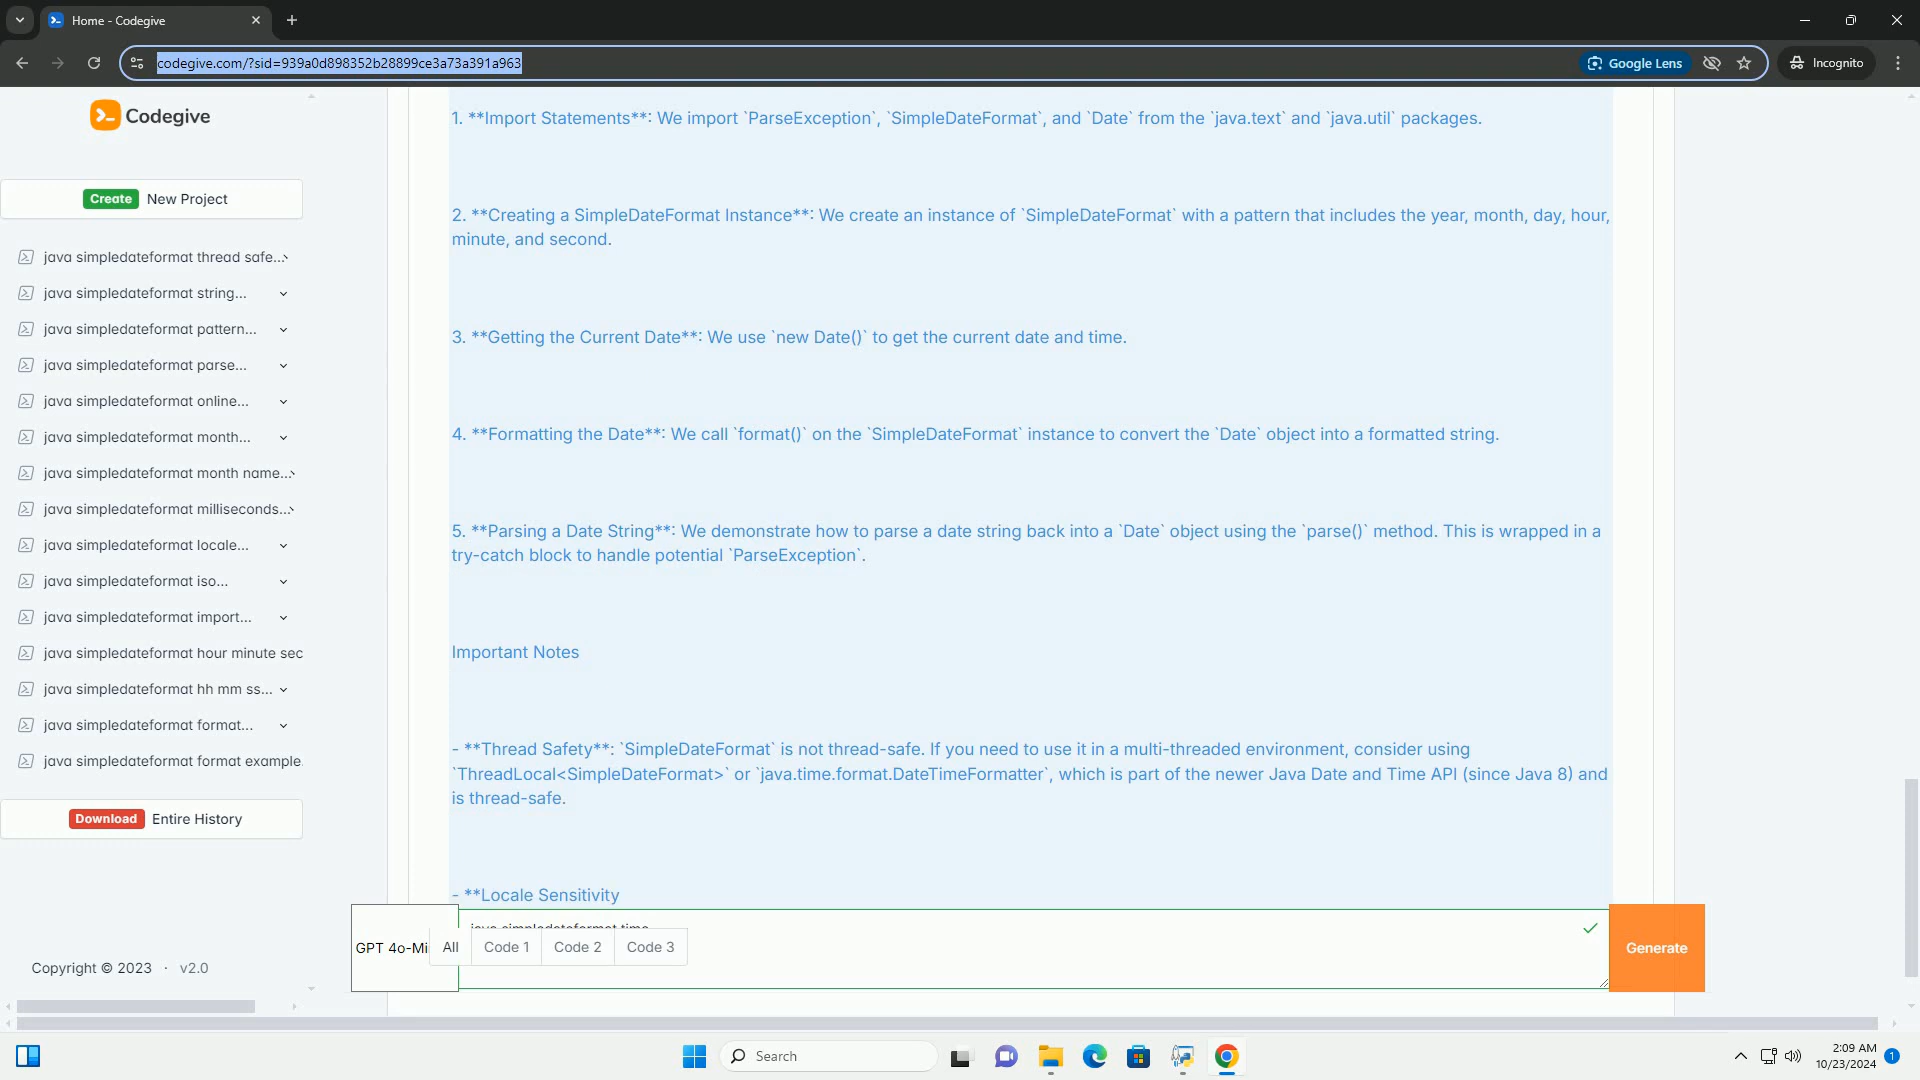 Home - Codegive
codegive.com/?sid=939a0d898352b28899ce3a73a391a963
Google Lens
Incognito
Codegive
Create New Project
java simpledateformat thread safe...
java simpledateformat string...
java simpledateformat pattern...
java simpledateformat parse...
java simpledateformat online...
java simpledateformat month...
java simpledateformat month name...
java simpledateformat milliseconds...
java simpledateformat locale...
java simpledateformat iso...
java simpledateformat import...
java simpledateformat hour minute sec
java simpledateformat hh mm ss...
java simpledateformat format...
java simpledateformat format example
Download Entire History
Copyright © 2023 · v2.0
1. **Import Statements**: We import `ParseException`, `SimpleDateFormat`, and `Date` from the `java.text` and `java.util` packages.
2. **Creating a SimpleDateFormat Instance**: We create an instance of `SimpleDateFormat` with a pattern that includes the year, month, day, hour,
minute, and second.
3. **Getting the Current Date**: We use `new Date()` to get the current date and time.
4. **Formatting the Date**: We call `format()` on the `SimpleDateFormat` instance to convert the `Date` object into a formatted string.
5. **Parsing a Date String**: We demonstrate how to parse a date string back into a `Date` object using the `parse()` method. This is wrapped in a
try-catch block to handle potential `ParseException`.
Important Notes
- **Thread Safety**: `SimpleDateFormat` is not thread-safe. If you need to use it in a multi-threaded environment, consider using
`ThreadLocal<SimpleDateFormat>` or `java.time.format.DateTimeFormatter`, which is part of the newer Java Date and Time API (since Java 8) and
is thread-safe.
- **Locale Sensitivity
java simpledateformat time
GPT 4o-Mi
All
Code 1
Code 2
Code 3
Generate
Search
2:09 AM
10/23/2024
1